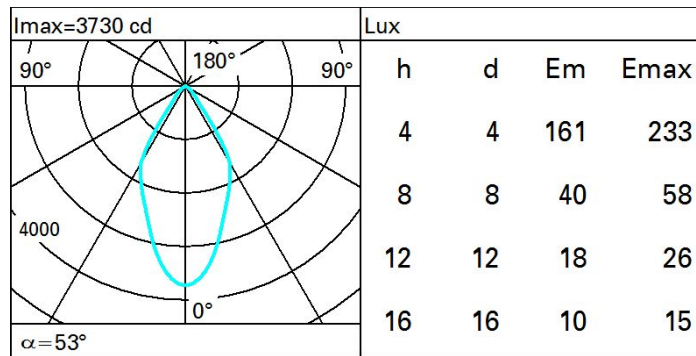 Imax=3730 cd
Lux
90° 180° 90°
4000
0°
α=53°
h d Em Emax
4 4 161 233
8 8 40 58
12 12 18 26
16 16 10 15